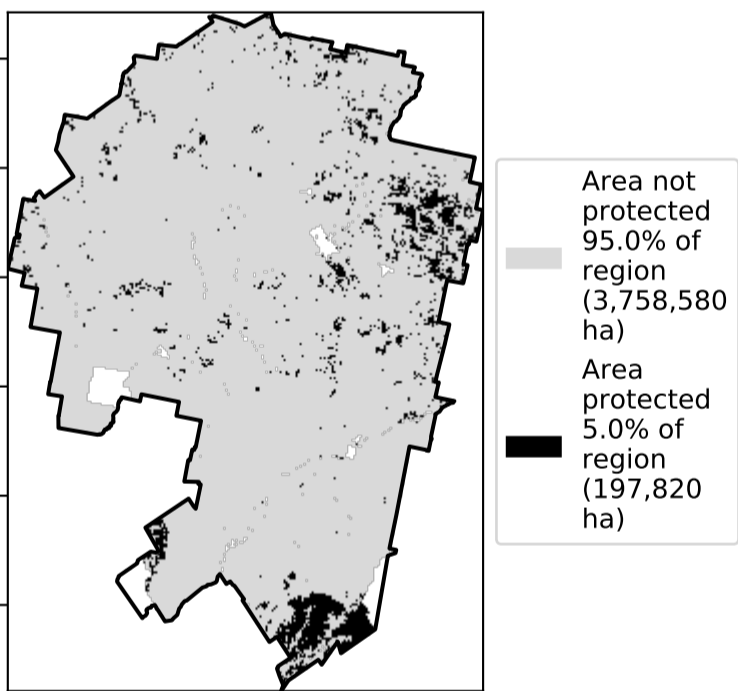 Area not
protected
95.0% of
region
(3,758,580
ha)
Area
protected
5.0% of
region
(197,820
ha)